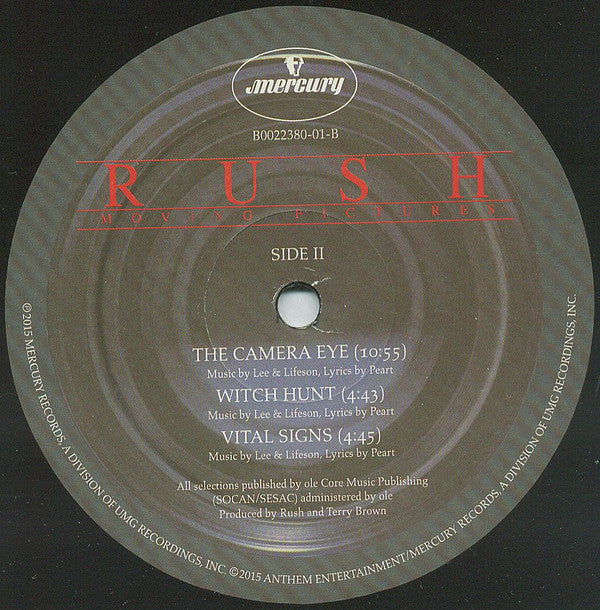 mercury
B0022380-01-B
RUSH
MOVING PICTURES
SIDE II
THE CAMERA EYE (10:55)
Music by Lee & Lifeson, Lyrics by Peart
WITCH HUNT (4:43)
Music by Lee & Lifeson, Lyrics by Peart
VITAL SIGNS (4:45)
Music by Lee & Lifeson, Lyrics by Peart
All selections published by ole Core Music Publishing
(SOCAN/SESAC) administered by ole
Produced by Rush and Terry Brown
©2015 MERCURY RECORDS, A DIVISION OF UMG RECORDINGS, INC. ©2015 ANTHEM ENTERTAINMENT/MERCURY RECORDS, A DIVISION OF UMG RECORDINGS, INC.